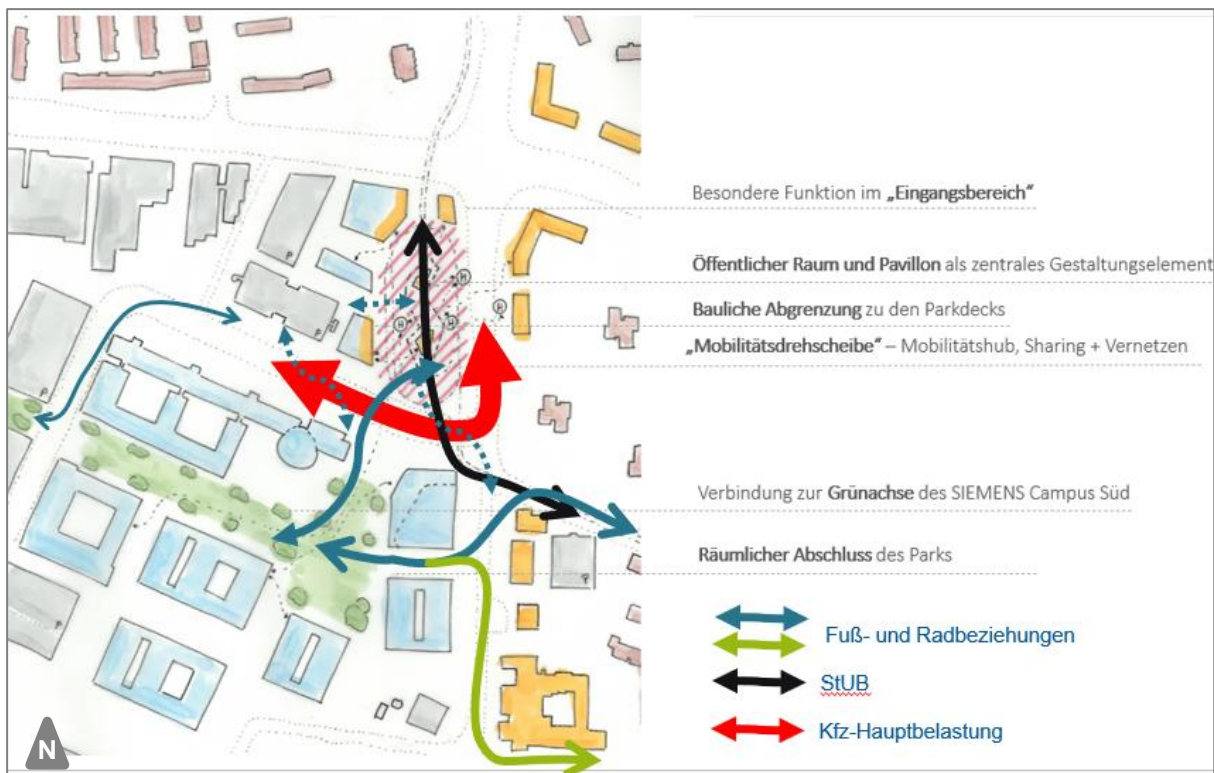 Besondere Funktion im „Eingangsbereich“
Öffentlicher Raum und Pavillon als zentrales Gestaltungselement
Bauliche Abgrenzung zu den Parkdecks
„Mobilitätsdrehscheibe“ – Mobilitätshub, Sharing + Vernetzen
Verbindung zur Grünachse des SIEMENS Campus Süd
Räumlicher Abschluss des Parks
Fuß- und Radbeziehungen
StUB
Kfz-Hauptbelastung
P
P
P
H
H
H
H
N